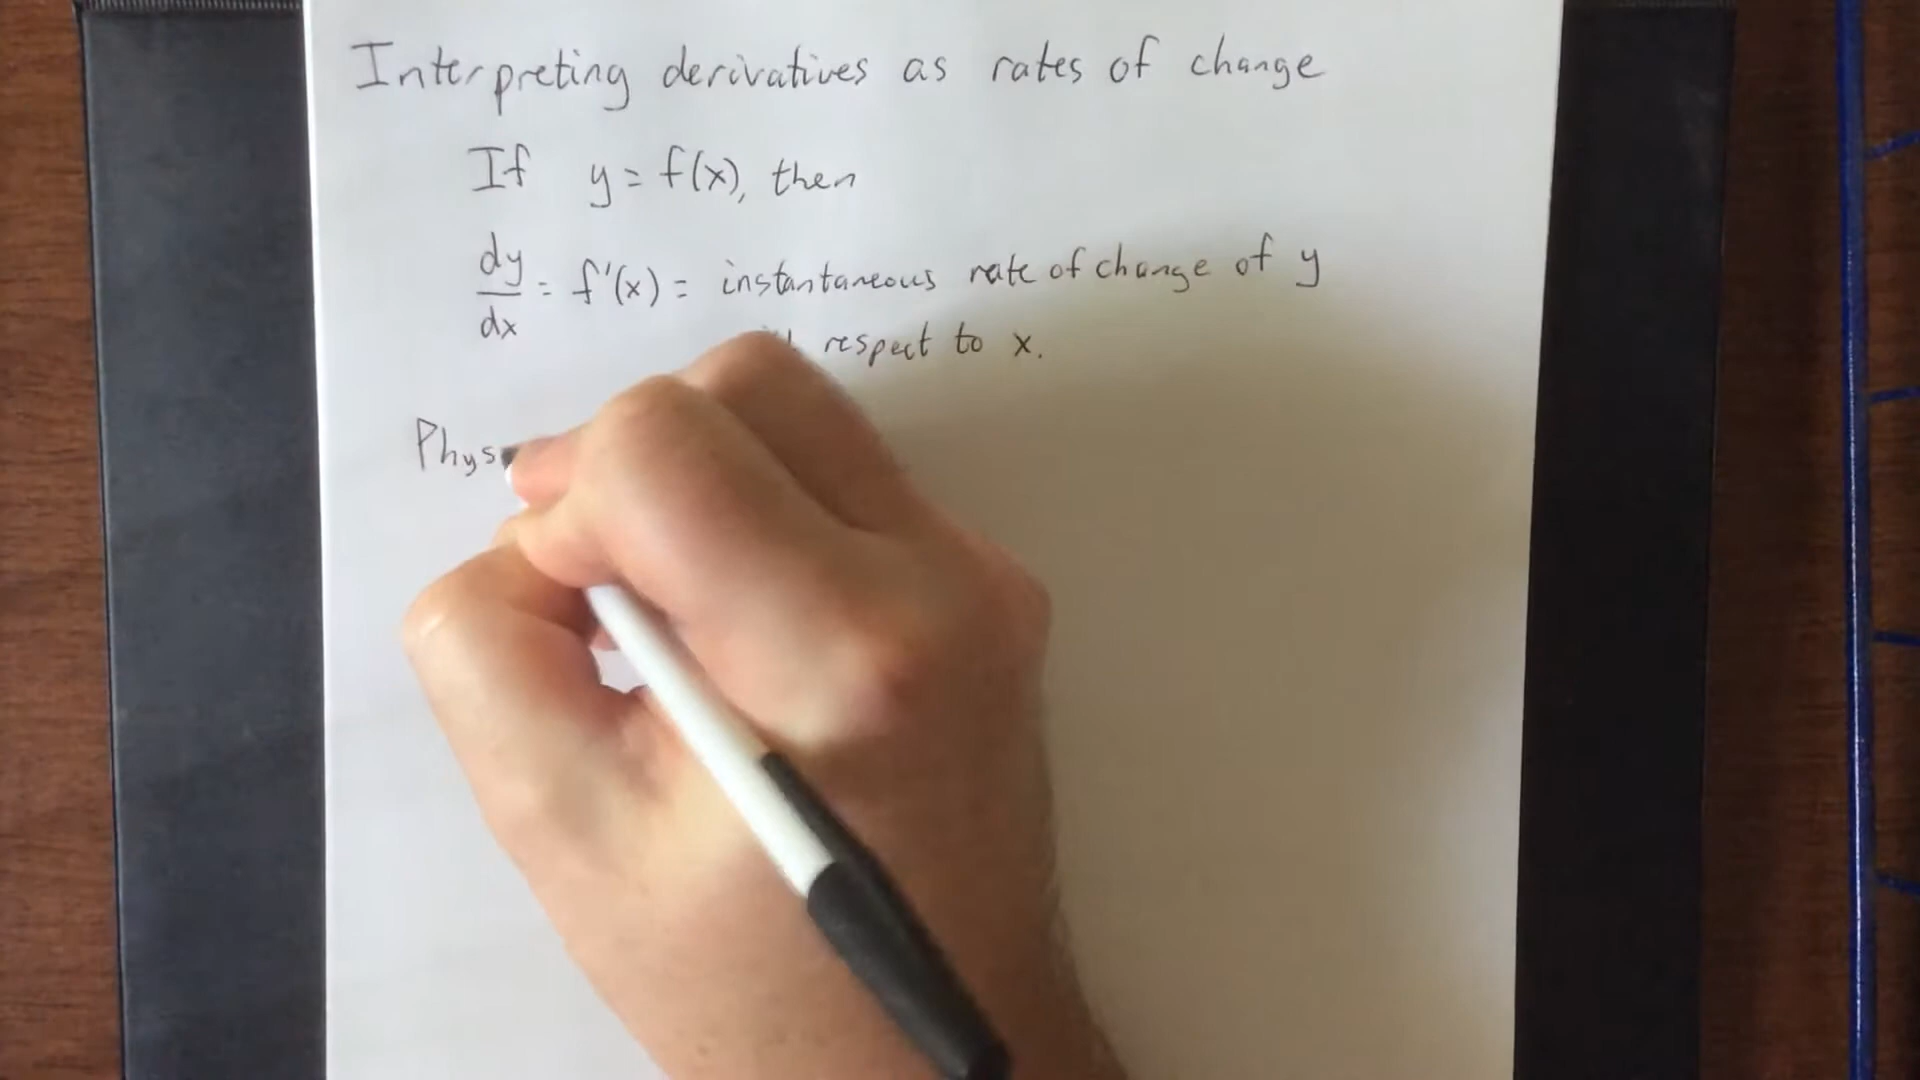 Interpreting derivatives as rates of change
If y = f(x), then
dy/dx = f'(x) = instantaneous rate of change of y
respect to x.
Phys